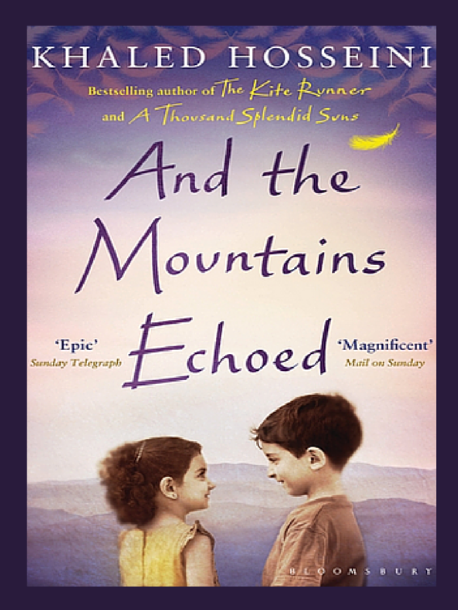 KHALED HOSSEINI
Bestselling author of The Kite Runner
and A Thousand Splendid Suns
And the
Mountains
Echoed
‘Epic’
Sunday Telegraph
‘Magnificent’
Mail on Sunday
BLOOMSBURY